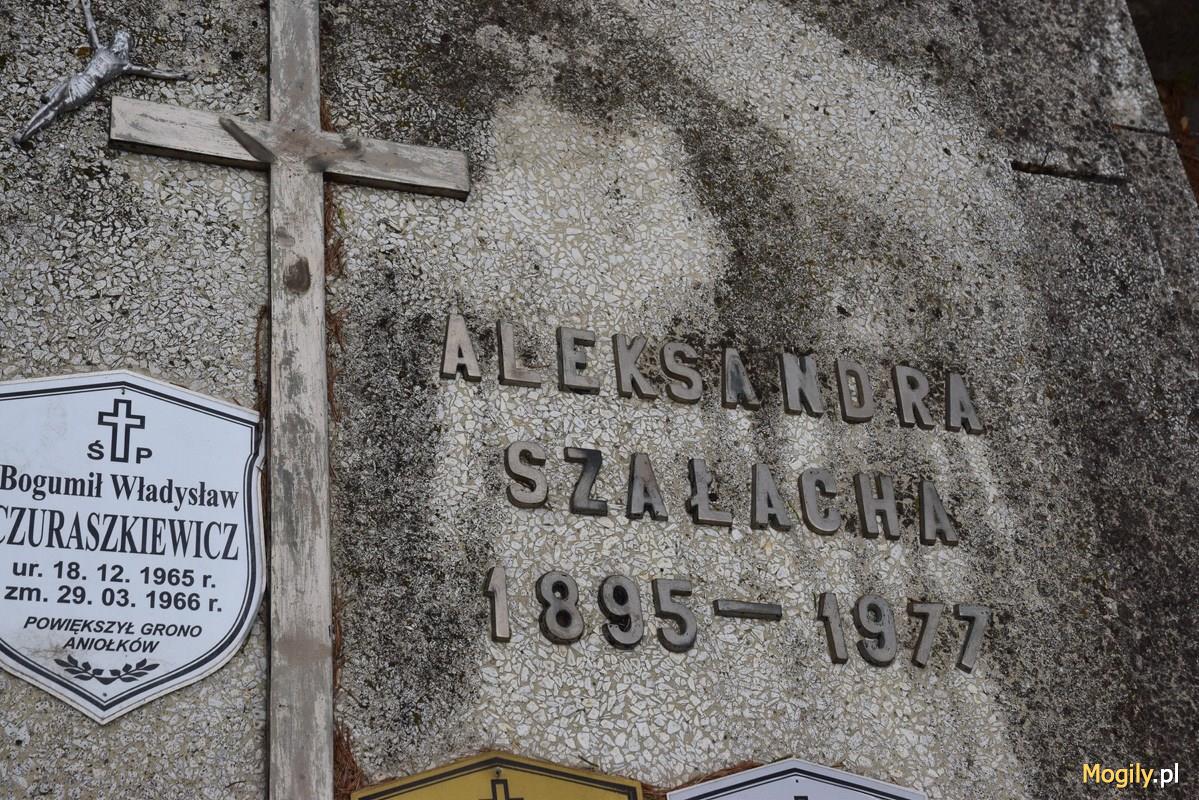 Ś P
Bogumił Władysław
CZURASZKIEWICZ
ur. 18. 12. 1965 r.
zm. 29. 03. 1966 r.
POWIĘKSZYŁ GRONO
ANIOŁKÓW
ALEKSANDRA
SZAŁACHA
1895-1977
Mogily.pl